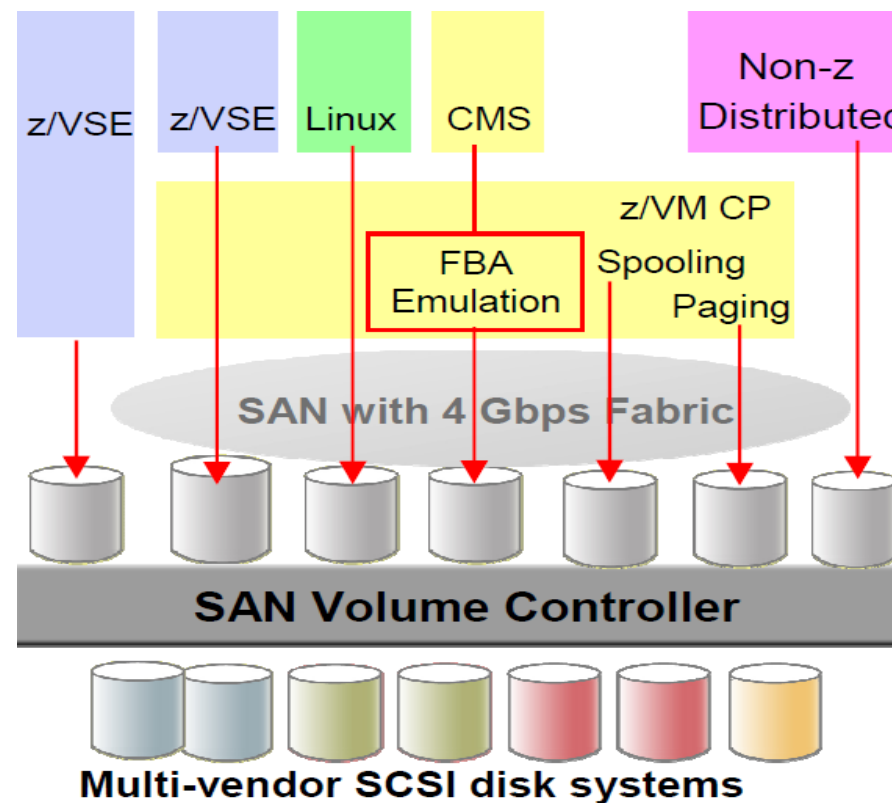 z/VSE
z/VSE
Linux
CMS
Non-z
Distributed
z/VM CP
FBA
Emulation
Spooling
Paging
SAN with 4 Gbps Fabric
SAN Volume Controller
Multi-vendor SCSI disk systems